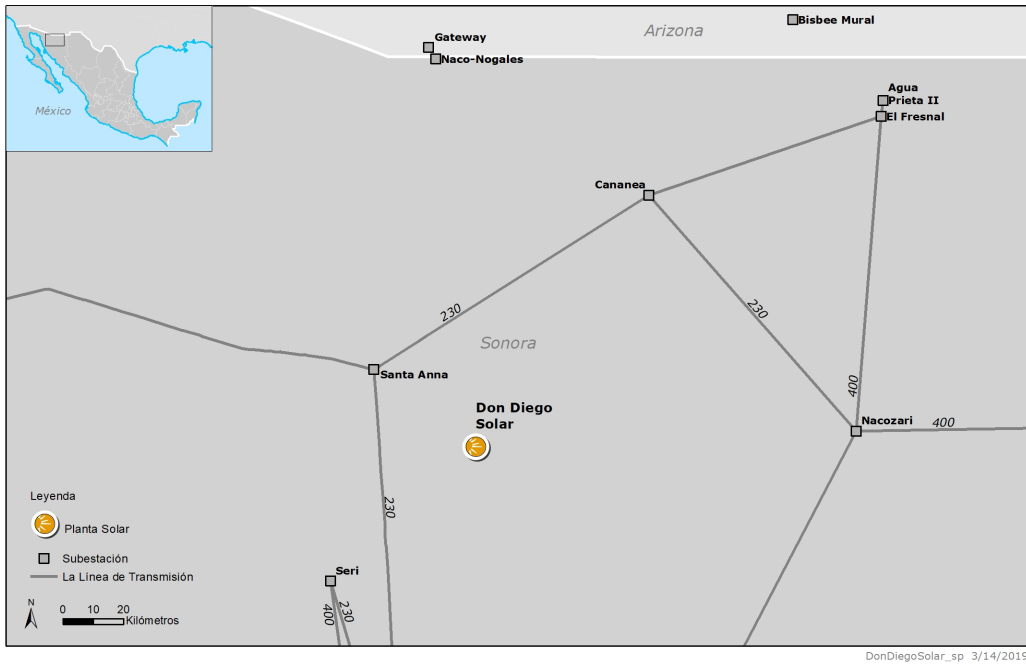 México
Arizona
Bisbee Mural
Gateway
Naco-Nogales
Agua
Prieta II
El Fresnal
Cananea
230
230
Sonora
Santa Anna
400
Don Diego
Solar
Nacozari
400
230
Leyenda
Planta Solar
Subestación
La Línea de Transmisión
Seri
400
230
N
0 10 20
Kilómetros
DonDiegoSolar_sp 3/14/2019